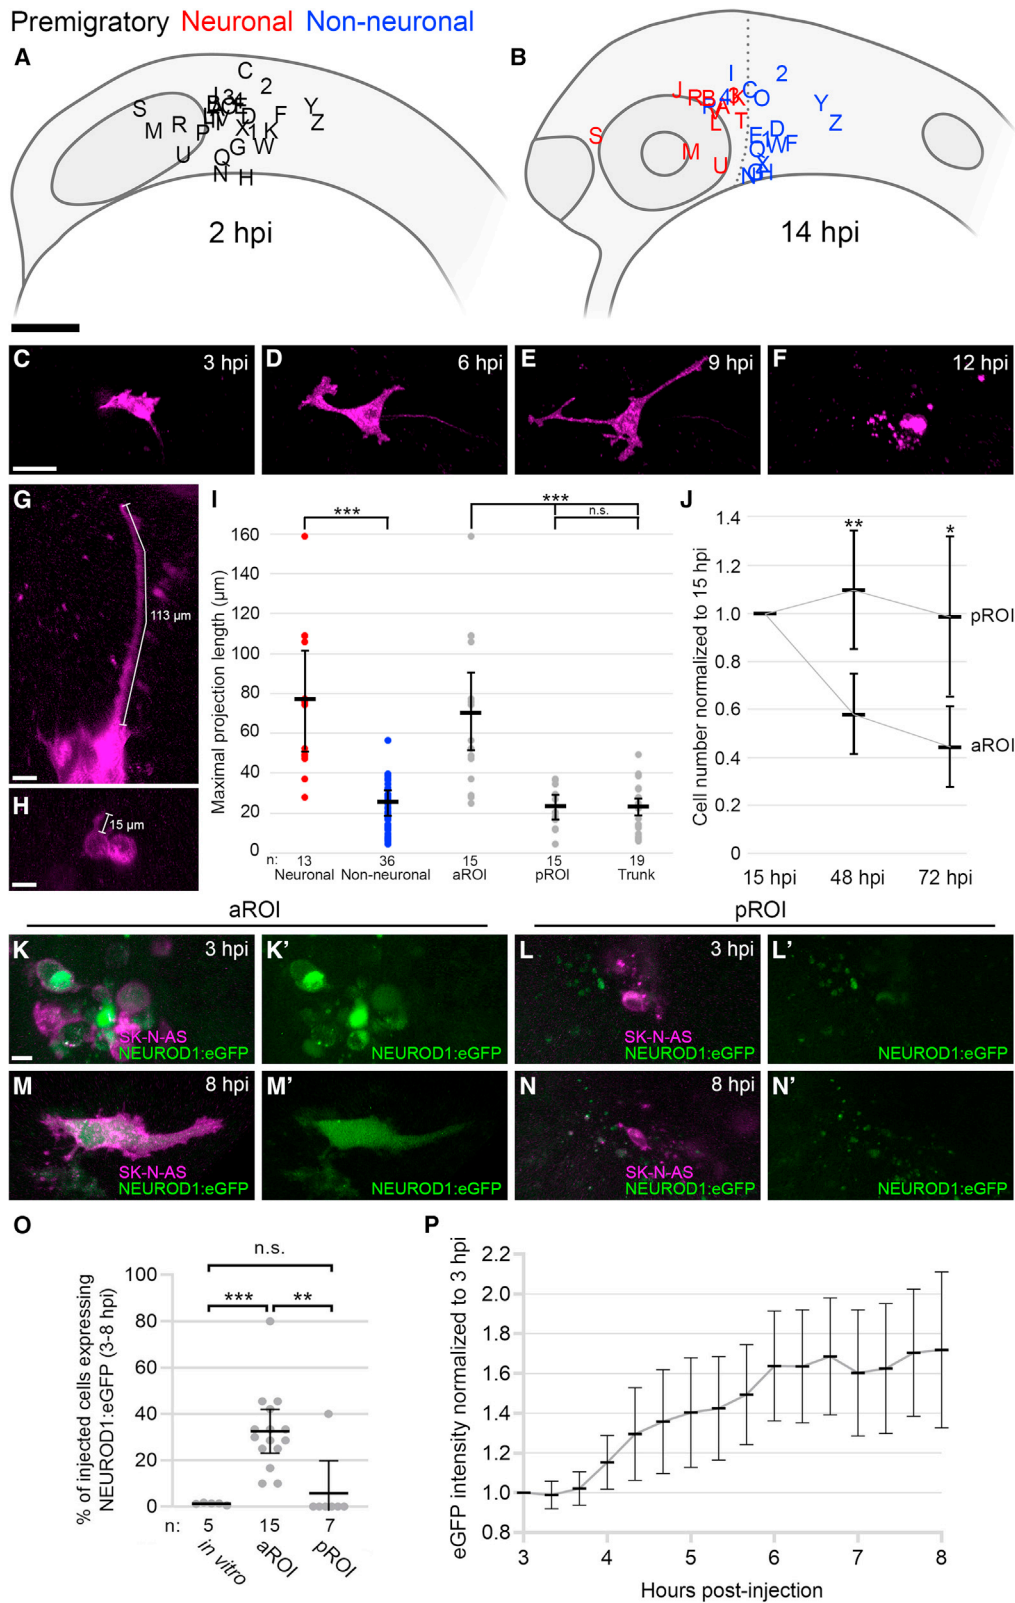 Premigratory Neuronal Non-neuronal
A
C
2
S
M
R
P
U
F
Y
Z
D
X
1
K
G
W
Q
N
H
2 hpi
B
I
2
C
O
J
R
B
A
K
L
T
S
M
U
Y
Z
E
1
D
Q
W
F
X
N
H
14 hpi
C
3 hpi
D
6 hpi
E
9 hpi
F
12 hpi
G
113 µm
H
15 µm
I
Maximal projection length (µm)
***
***
n.s.
160
140
120
100
80
60
40
20
0
n: 13 36 15 15 19
Neuronal Non-neuronal aROI pROI Trunk
J
Cell number normalized to 15 hpi
1.4
1.2
1.0
0.8
0.6
0.4
0.2
0
**
*
pROI
aROI
15 hpi 48 hpi 72 hpi
aROI
pROI
K
3 hpi
SK-N-AS
NEUROD1:eGFP
K’
NEUROD1:eGFP
L
3 hpi
SK-N-AS
NEUROD1:eGFP
L’
NEUROD1:eGFP
M
8 hpi
SK-N-AS
NEUROD1:eGFP
M’
NEUROD1:eGFP
N
8 hpi
SK-N-AS
NEUROD1:eGFP
N’
NEUROD1:eGFP
O
% of injected cells expressing
NEUROD1:eGFP (3-8 hpi)
n.s.
***
**
100
80
60
40
20
0
n: 5 15 7
in vitro
aROI
pROI
P
eGFP intensity normalized to 3 hpi
2.2
2.0
1.8
1.6
1.4
1.2
1.0
0.8
3 4 5 6 7 8
Hours post-injection